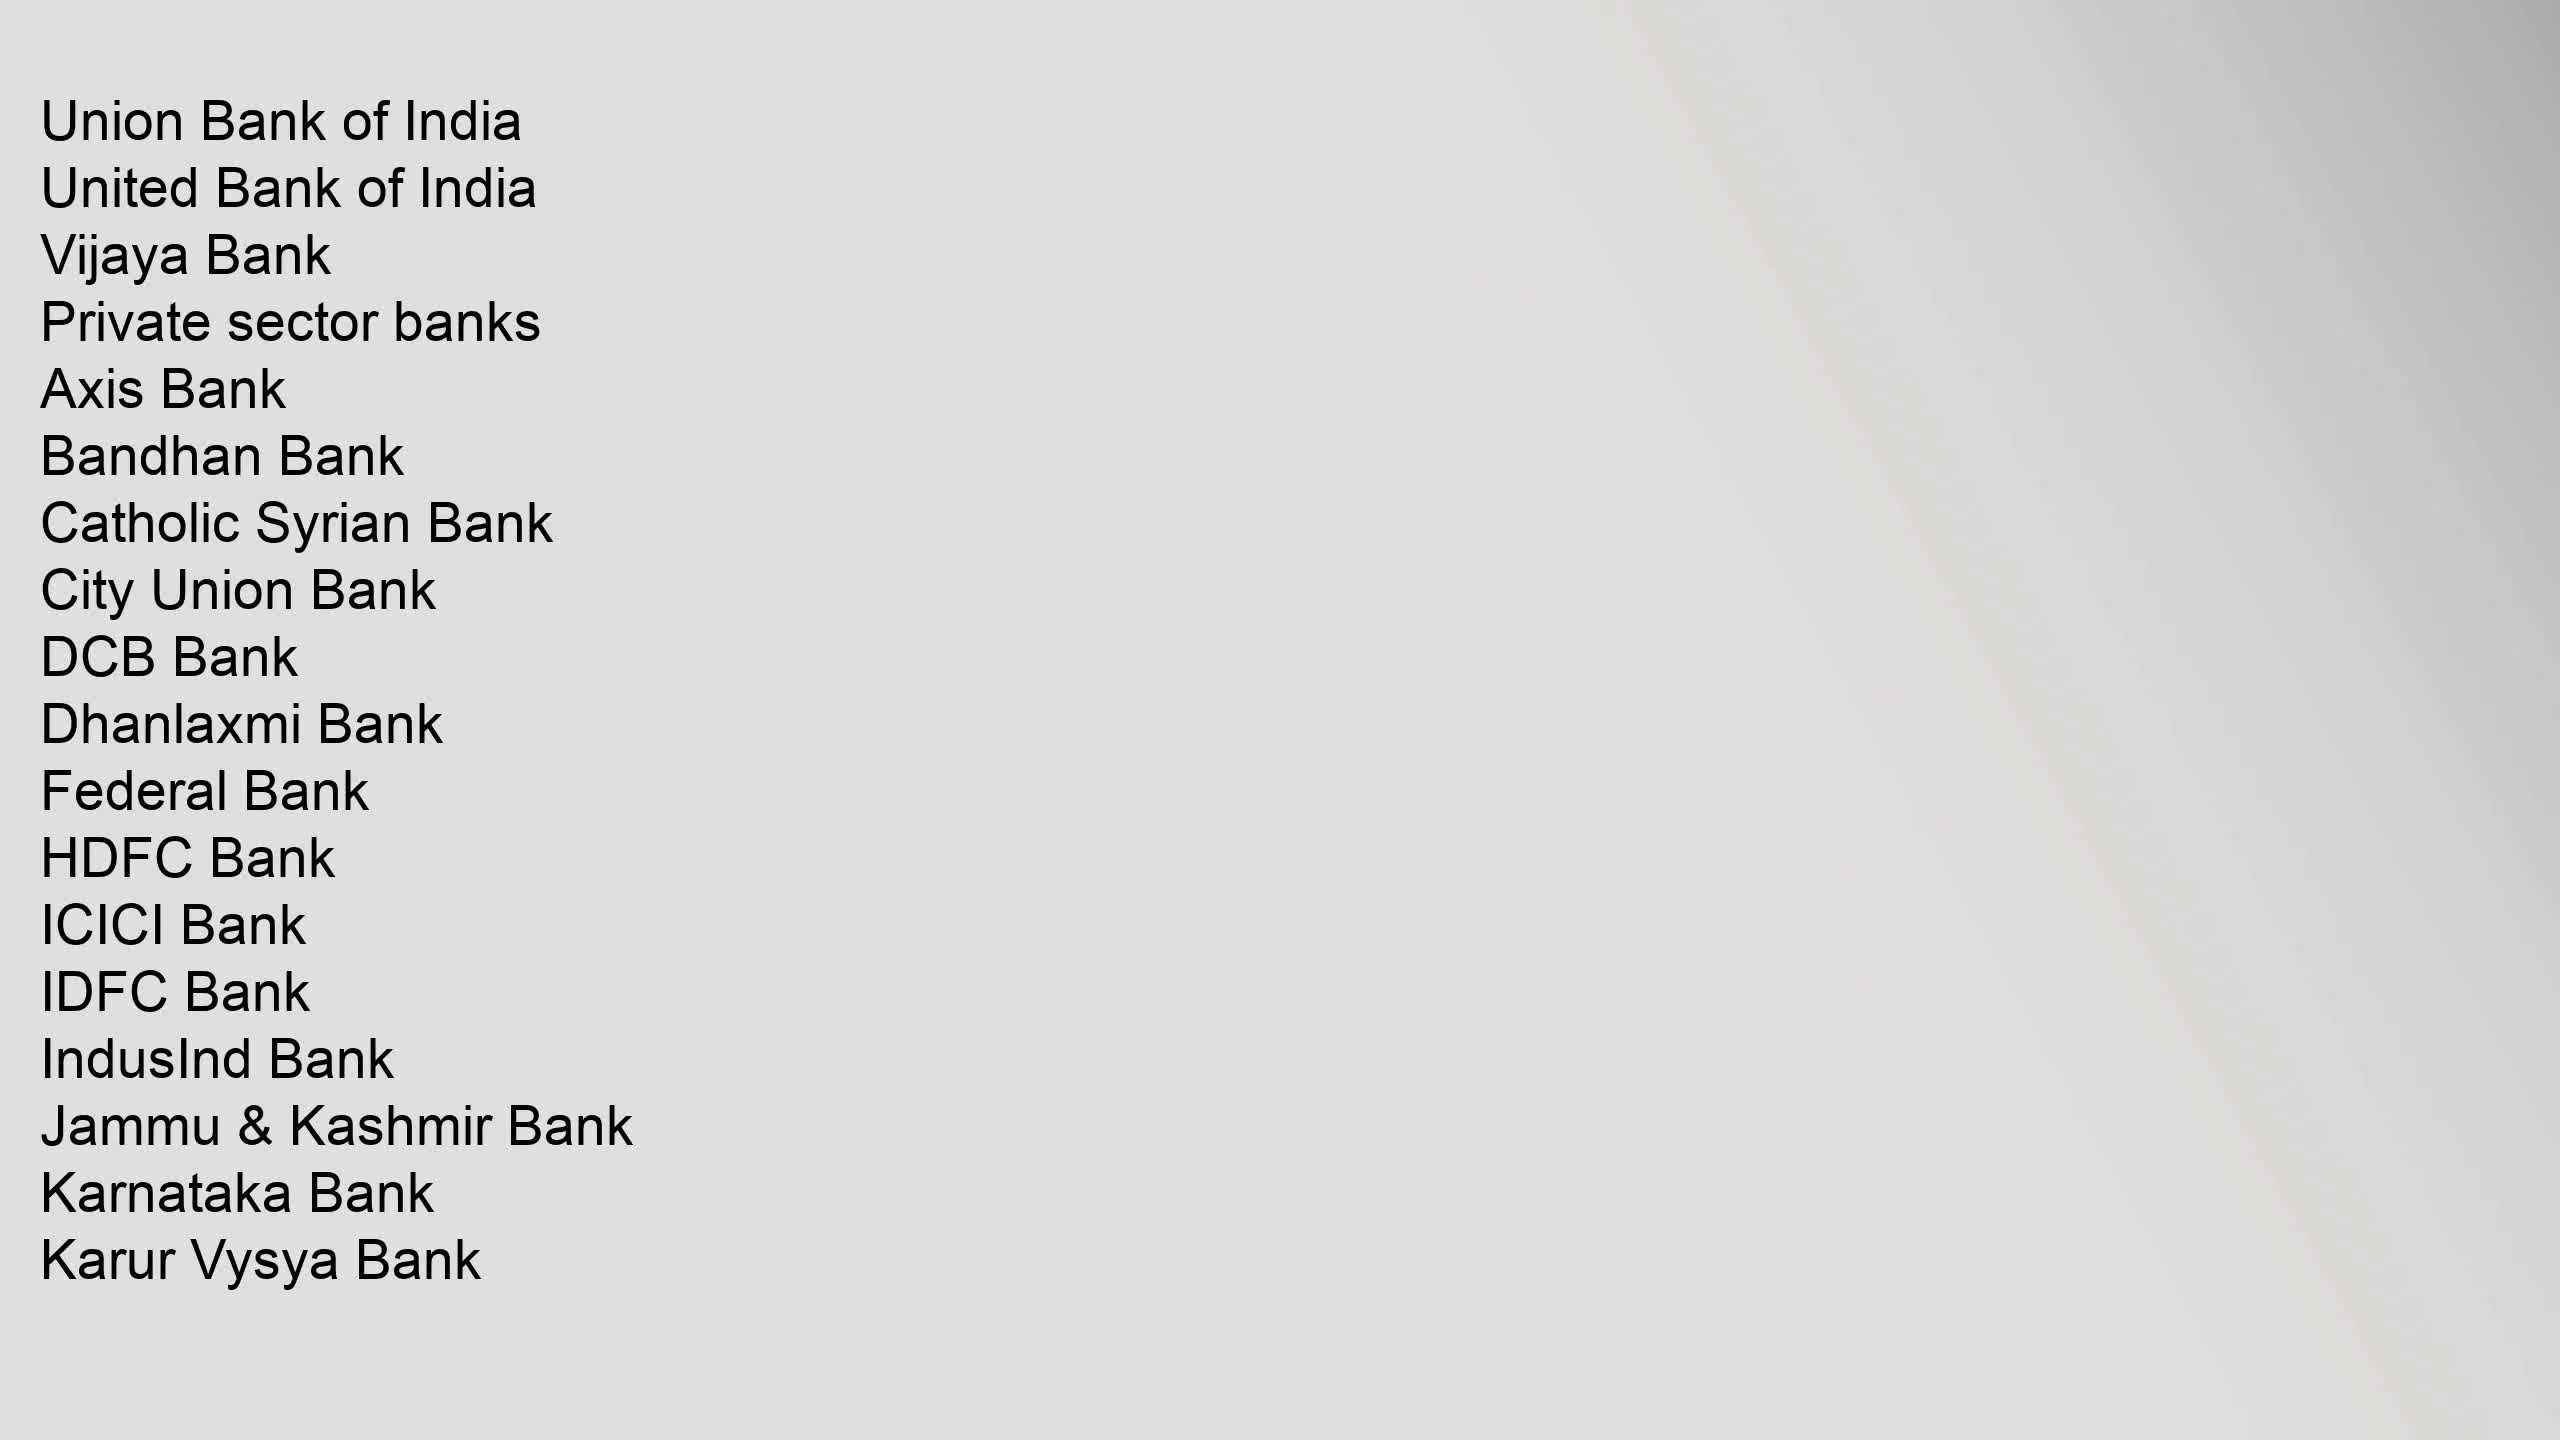 Union Bank of India
United Bank of India
Vijaya Bank
Private sector banks
Axis Bank
Bandhan Bank
Catholic Syrian Bank
City Union Bank
DCB Bank
Dhanlaxmi Bank
Federal Bank
HDFC Bank
ICICI Bank
IDFC Bank
IndusInd Bank
Jammu & Kashmir Bank
Karnataka Bank
Karur Vysya Bank